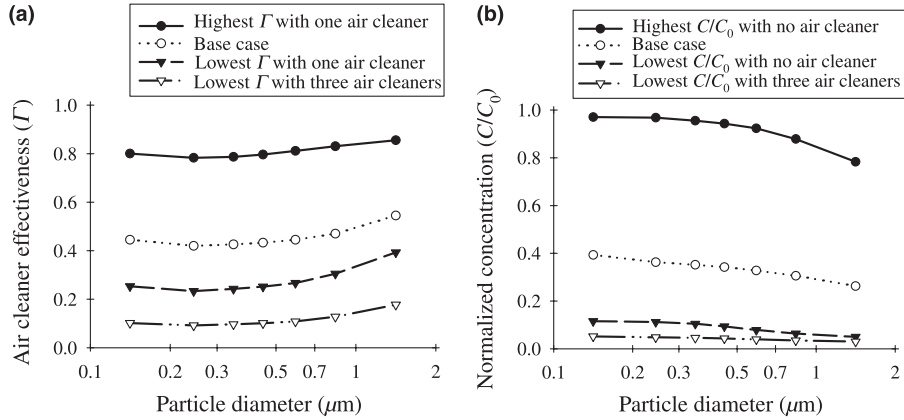 (a)
Highest Γ with one air cleaner
Base case
Lowest Γ with one air cleaner
Lowest Γ with three air cleaners
Air cleaner effectiveness (Γ)
1.0
0.8
0.6
0.4
0.2
0.0
0.1 0.2 0.3 0.5 0.7 1 2
Particle diameter (μm)
(b)
Highest C/C₀ with no air cleaner
Base case
Lowest C/C₀ with no air cleaner
Lowest C/C₀ with three air cleaners
Normalized concentration (C/C₀)
1.0
0.8
0.6
0.4
0.2
0.0
0.1 0.2 0.3 0.5 0.7 1 2
Particle diameter (μm)